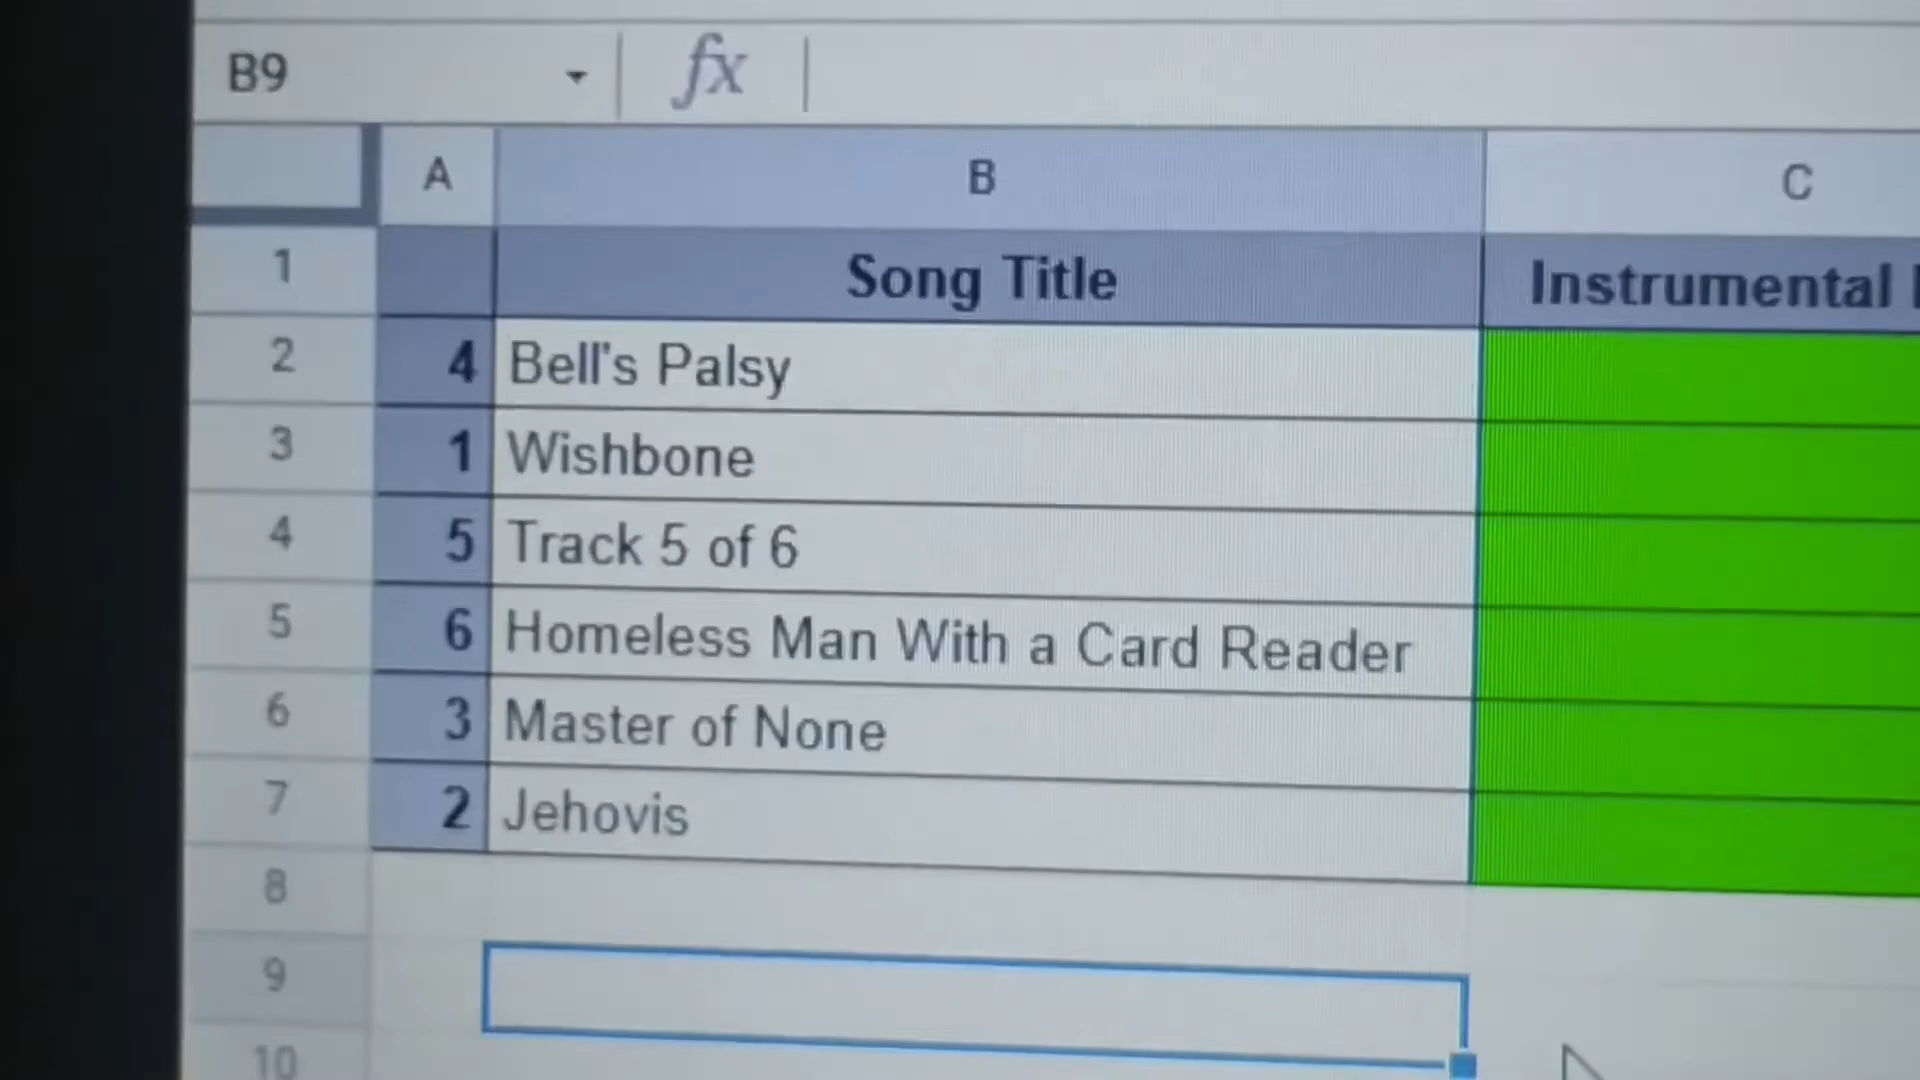 B9 fx
A B C
1 Song Title Instrumental
2 4 Bell's Palsy
3 1 Wishbone
4 5 Track 5 of 6
5 6 Homeless Man With a Card Reader
6 3 Master of None
7 2 Jehovis
8
9
10